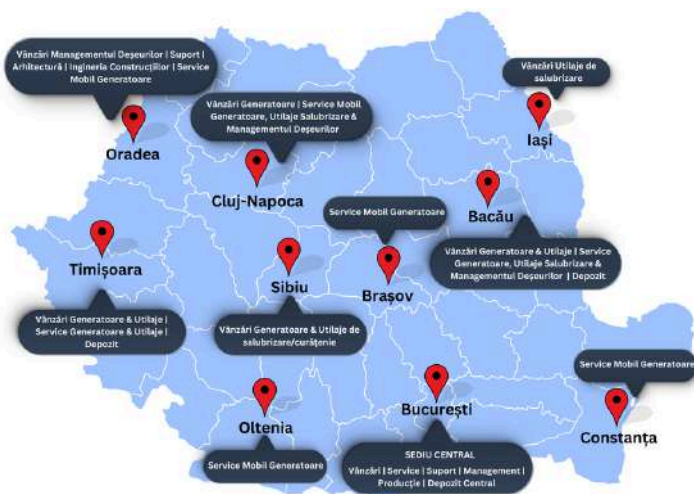 Vânzări Managementul Deșeurilor | Suport |
Arhitectură | Ingineria Construcțiilor | Service
Mobil Generatoare
Oradea
Vânzări Generatoare | Service Mobil
Generatoare, Utilaje Salubrizare &
Managementul Deșeurilor
Cluj-Napoca
Vânzări Utilaje de
salubrizare
Iași
Bacău
Vânzări Generatoare & Utilaje | Service
Generatoare, Utilaje Salubrizare &
Managementul Deșeurilor | Depozit
Service Mobil Generatoare
Brașov
Timișoara
Vânzări Generatoare & Utilaje |
Service Generatoare & Utilaje |
Depozit
Sibiu
Vânzări Generatoare & Utilaje de
salubrizare/curățenie
Oltenia
Service Mobil Generatoare
București
SEDIU CENTRAL
Vânzări | Service | Suport | Management |
Producție | Depozit Central
Service Mobil Generatoare
Constanța